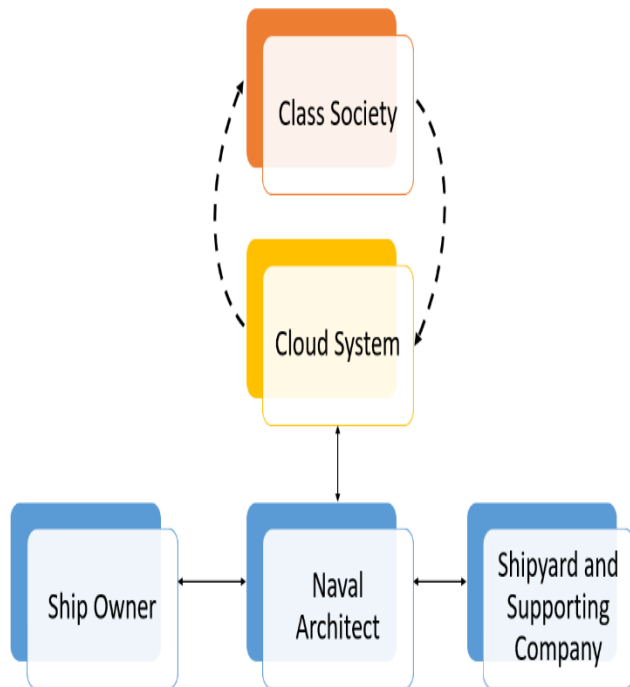 Class Society
Cloud System
Ship Owner
Naval
Architect
Shipyard and
Supporting
Company